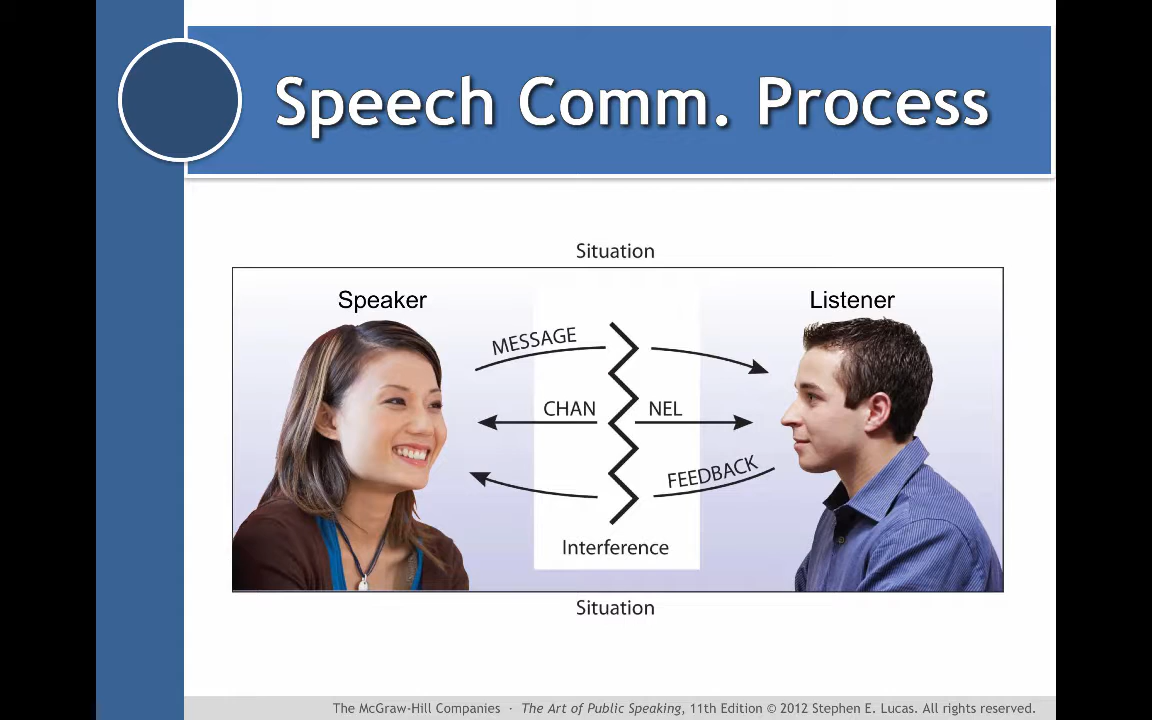 Speech Comm. Process
Situation
Speaker
Listener
MESSAGE
CHAN NEL
FEEDBACK
Interference
Situation
The McGraw-Hill Companies · The Art of Public Speaking, 11th Edition © 2012 Stephen E. Lucas. All rights reserved.